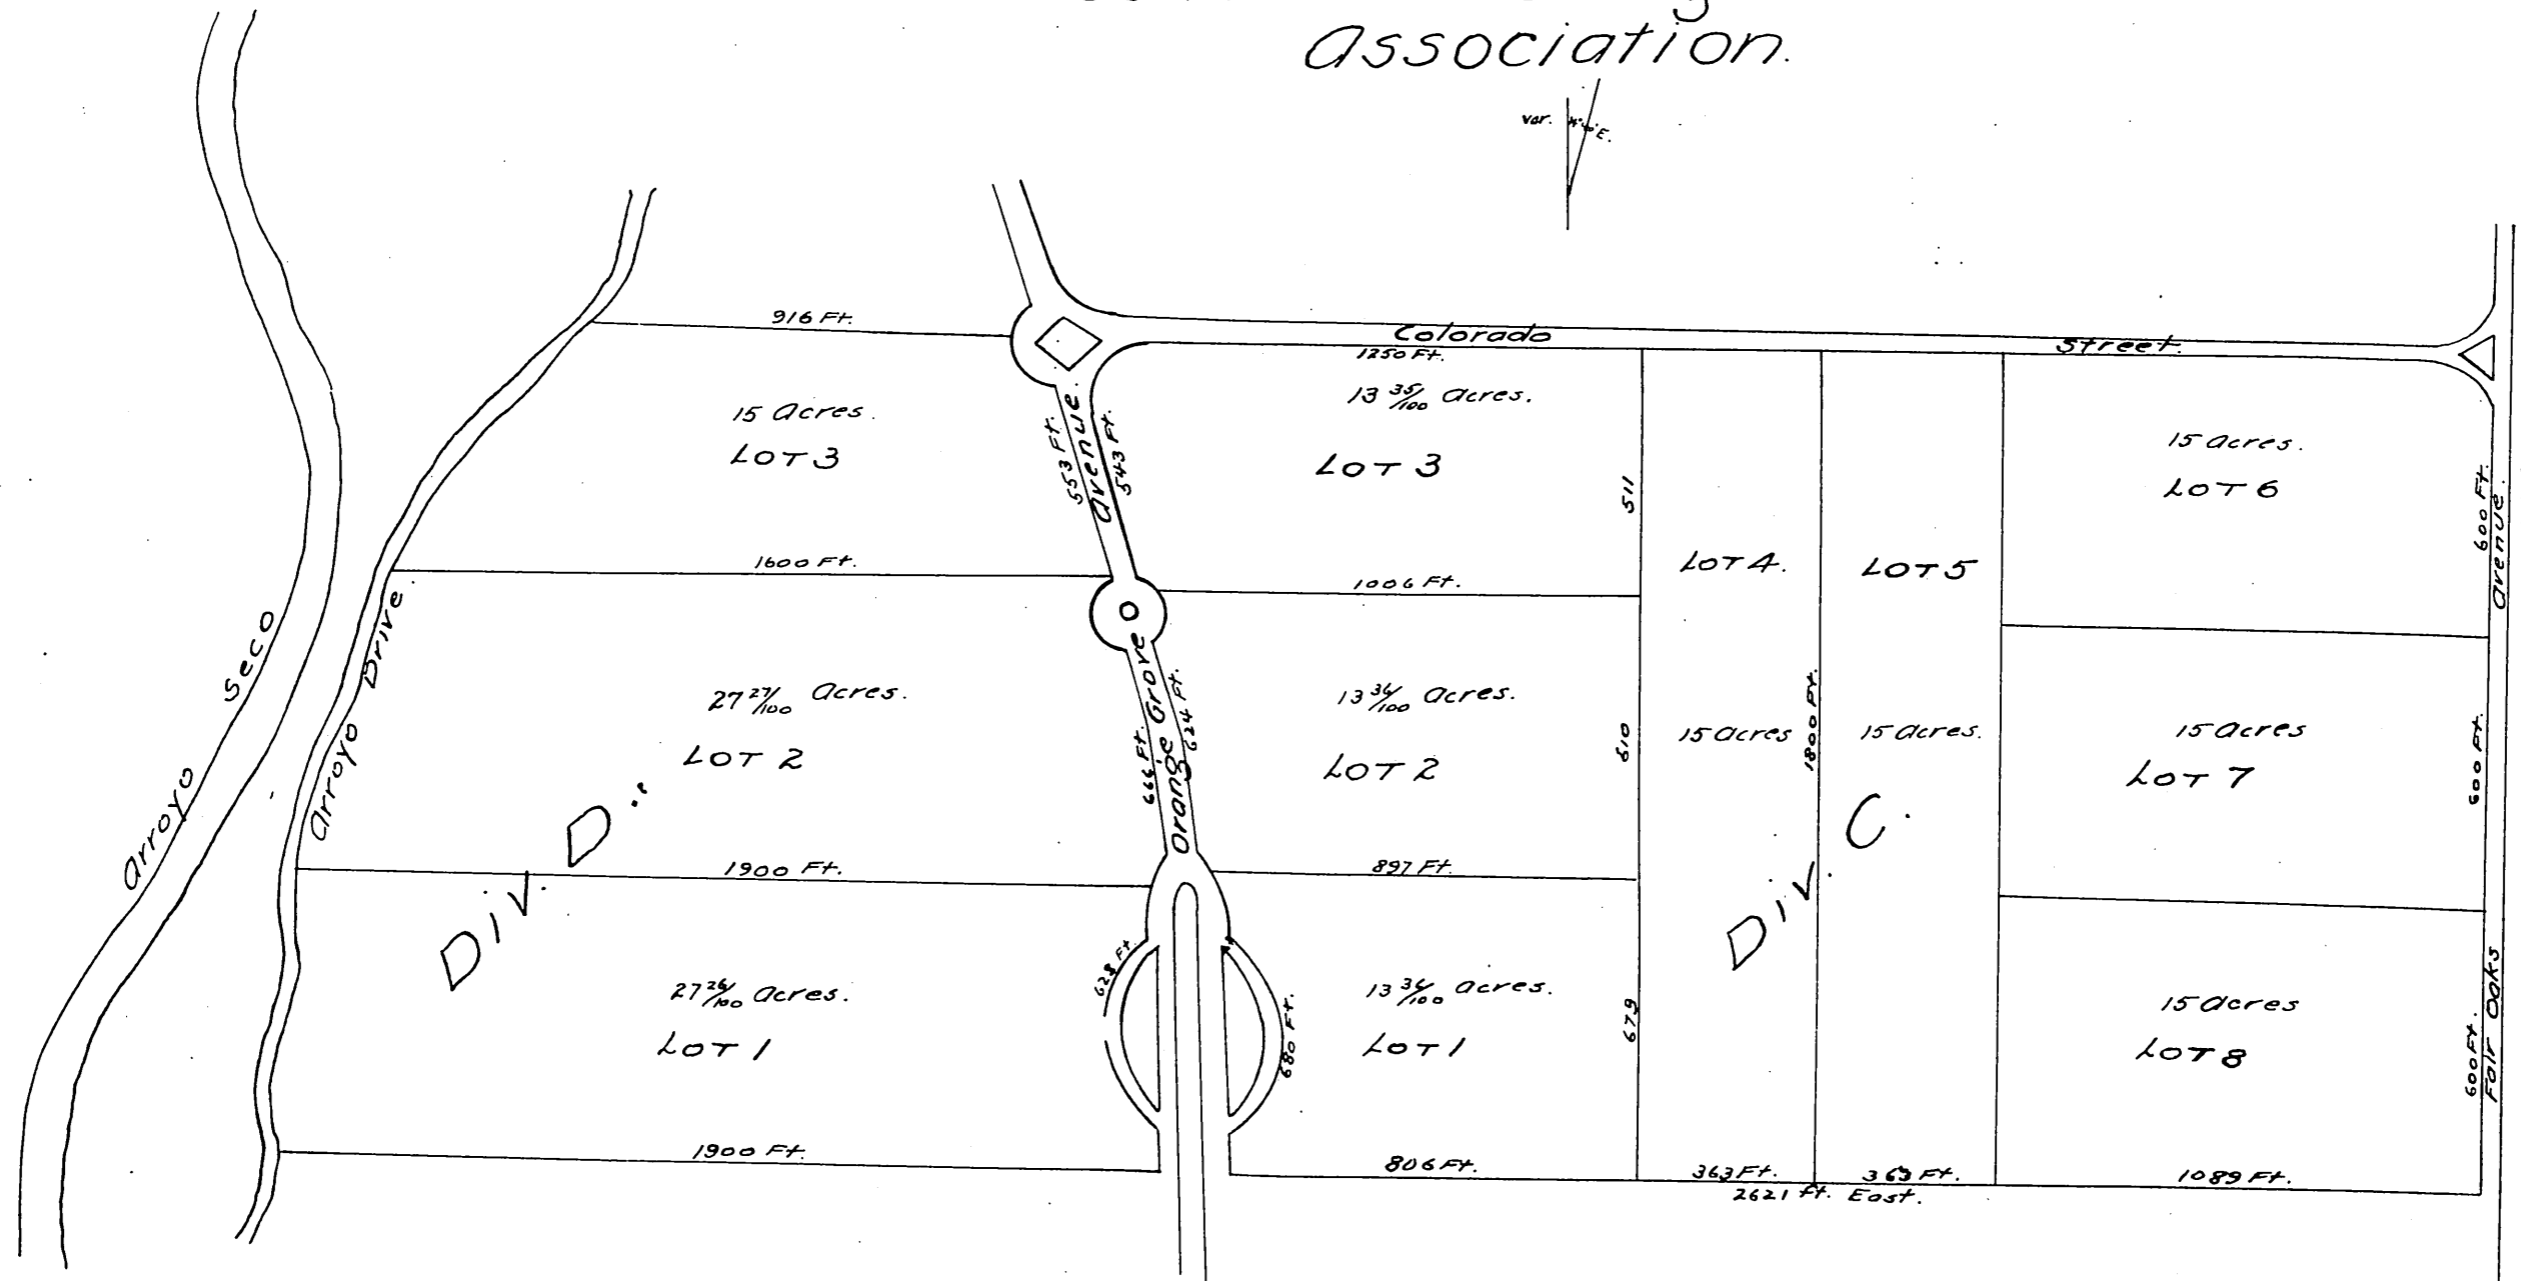 Association.
Var.
916 Ft.
Colorado
Street.
1250 Ft.
15 Acres.
LOT 3
553 Ft.
Avenue.
543 Ft.
13 35/100 Acres.
LOT 3
511
15 Acres.
LOT 6
600 Ft.
Avenue.
1600 Ft.
1006 Ft.
LOT 4.
LOT 5
Arroyo Seco
Arroyo Drive.
27 27/100 Acres.
LOT 2
666 Ft.
Orange Grove
624 Ft.
13 36/100 Acres.
LOT 2
610
15 Acres
1800 Ft.
15 Acres.
15 Acres
LOT 7
600 Ft.
Div. D.
Div C.
1900 Ft.
897 Ft.
27 26/100 Acres.
LOT 1
623 Ft.
680 Ft.
13 36/100 Acres.
LOT 1
679
15 Acres
LOT 8
600 Ft.
Fair Oaks
1900 Ft.
806 Ft.
363 Ft.
363 Ft.
1089 Ft.
2621 ft. East.